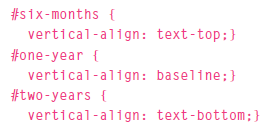 #six-months {
  vertical-align: text-top;}
#one-year {
  vertical-align: baseline;}
#two-years {
  vertical-align: text-bottom;}